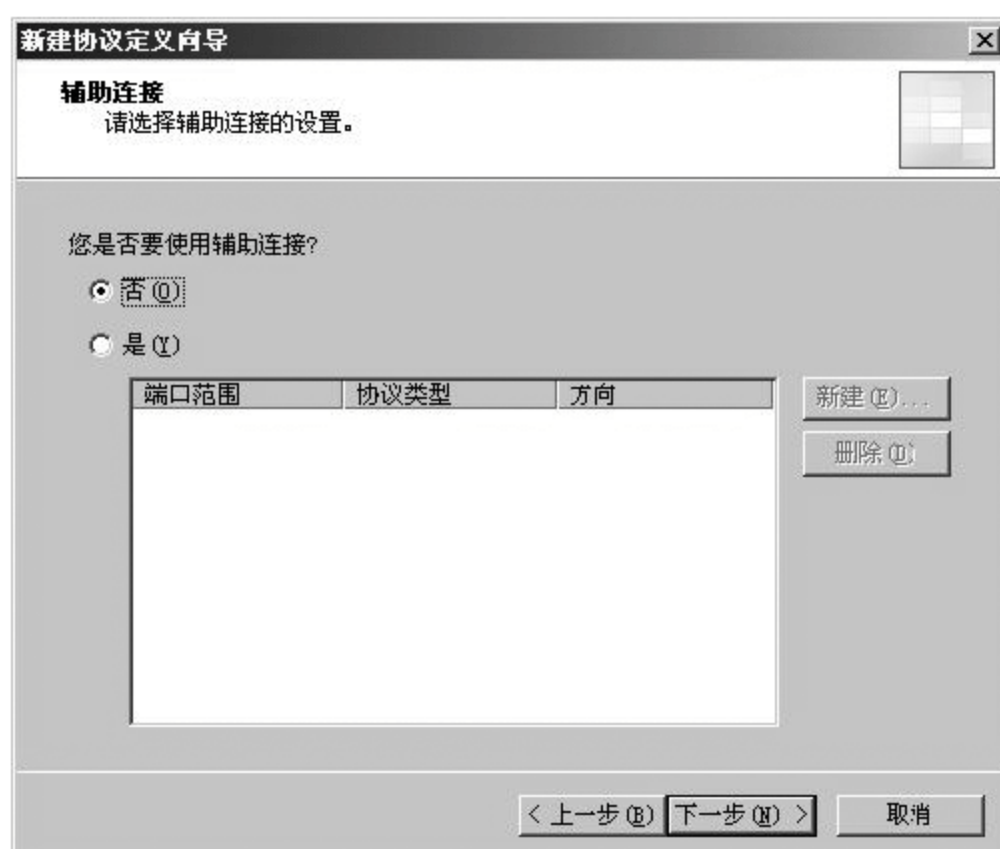 新建协议定义向导
辅助连接
请选择辅助连接的设置。
您是否要使用辅助连接?
否(O)
是(Y)
端口范围 协议类型 方向
新建(E)...
删除(D)
< 上一步(B) 下一步(N) > 取消